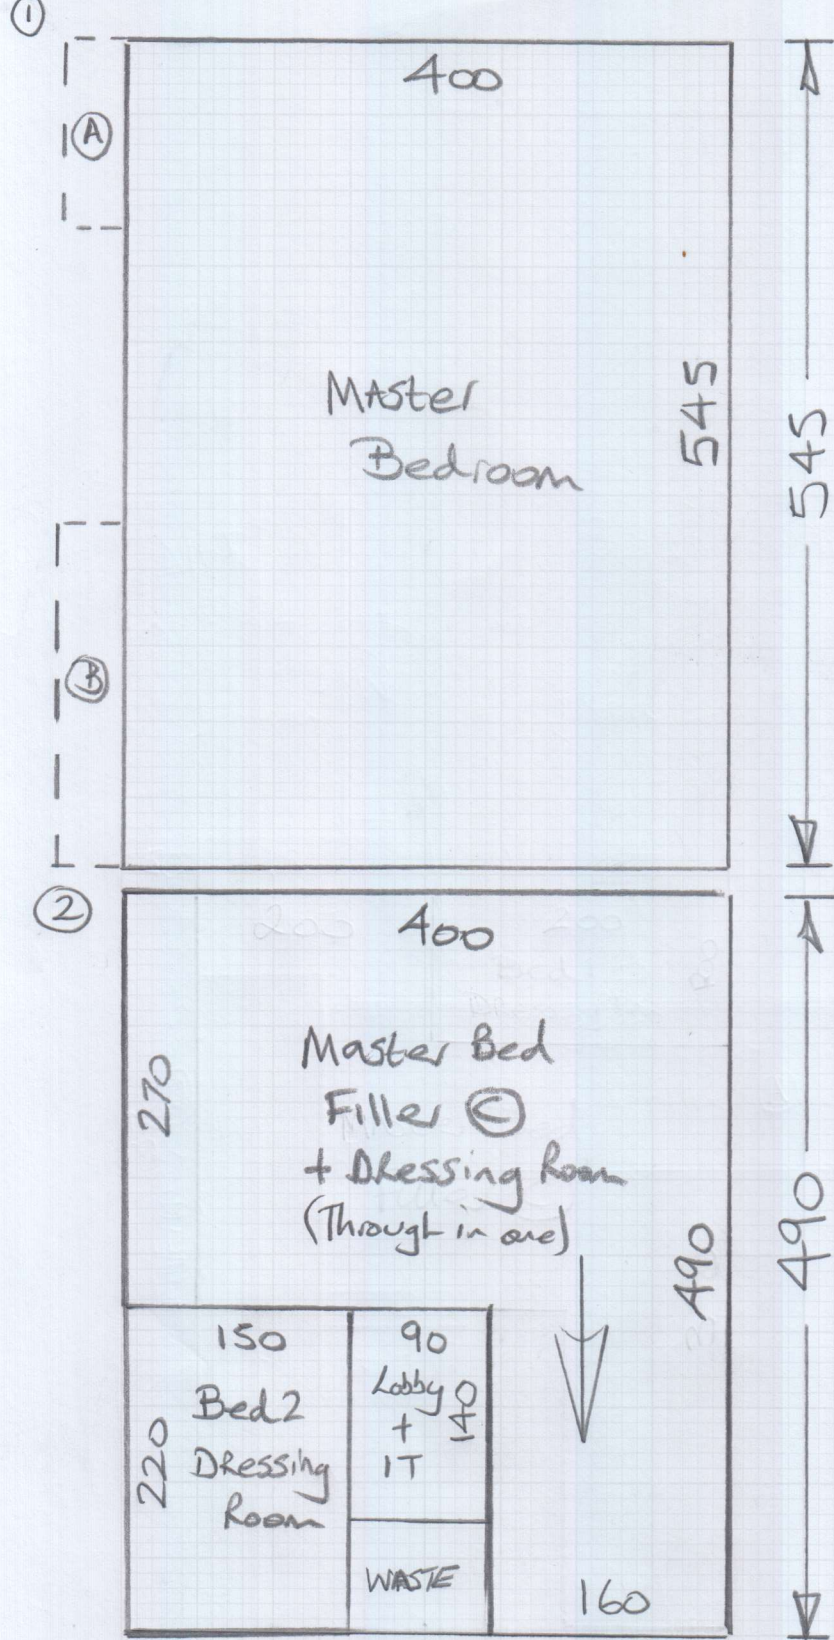 ①
400
Ⓐ
MASter
Bedroom
545
545
Ⓑ
②
400
270
Master Bed
Filler Ⓒ
+ DRessing Room
(Through in one)
490
490
150
Bed 2
DRessing
Room
220
90
Lobby
+
IT
140
WASTE
160